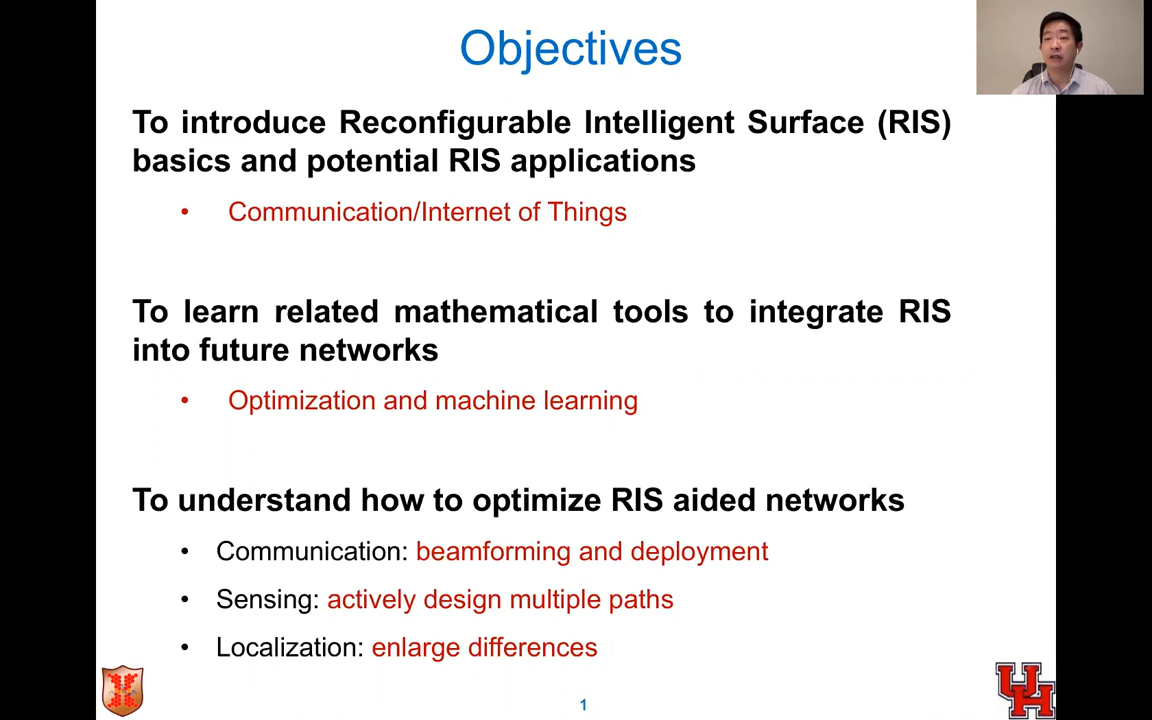 Objectives
To introduce Reconfigurable Intelligent Surface (RIS)
basics and potential RIS applications
• Communication/Internet of Things
To learn related mathematical tools to integrate RIS
into future networks
• Optimization and machine learning
To understand how to optimize RIS aided networks
• Communication: beamforming and deployment
• Sensing: actively design multiple paths
• Localization: enlarge differences
1
UH